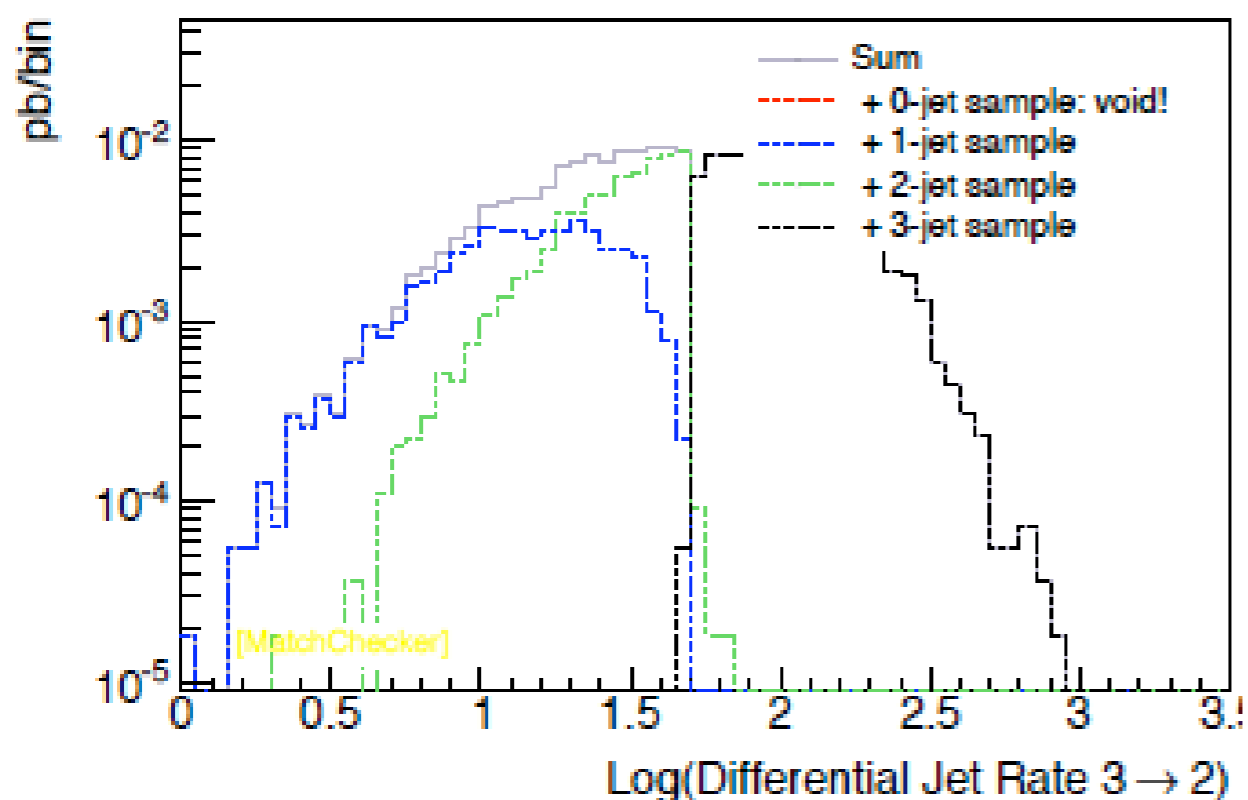 pb/bin
Sum
+ 0-jet sample: void!
+ 1-jet sample
+ 2-jet sample
+ 3-jet sample
10-2
10-3
10-4
10-5
[MatchChecker]
0 0.5 1 1.5 2 2.5 3 3.5
Log(Differential Jet Rate 3 → 2)